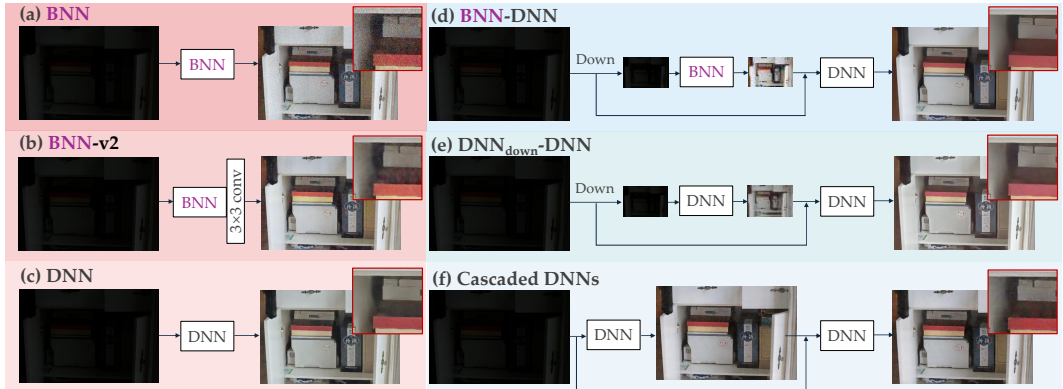 (a) BNN
BNN
(b) BNN-v2
BNN
3×3 conv
(c) DNN
DNN
(d) BNN-DNN
Down
BNN
DNN
(e) DNNdown-DNN
Down
DNN
DNN
(f) Cascaded DNNs
DNN
DNN